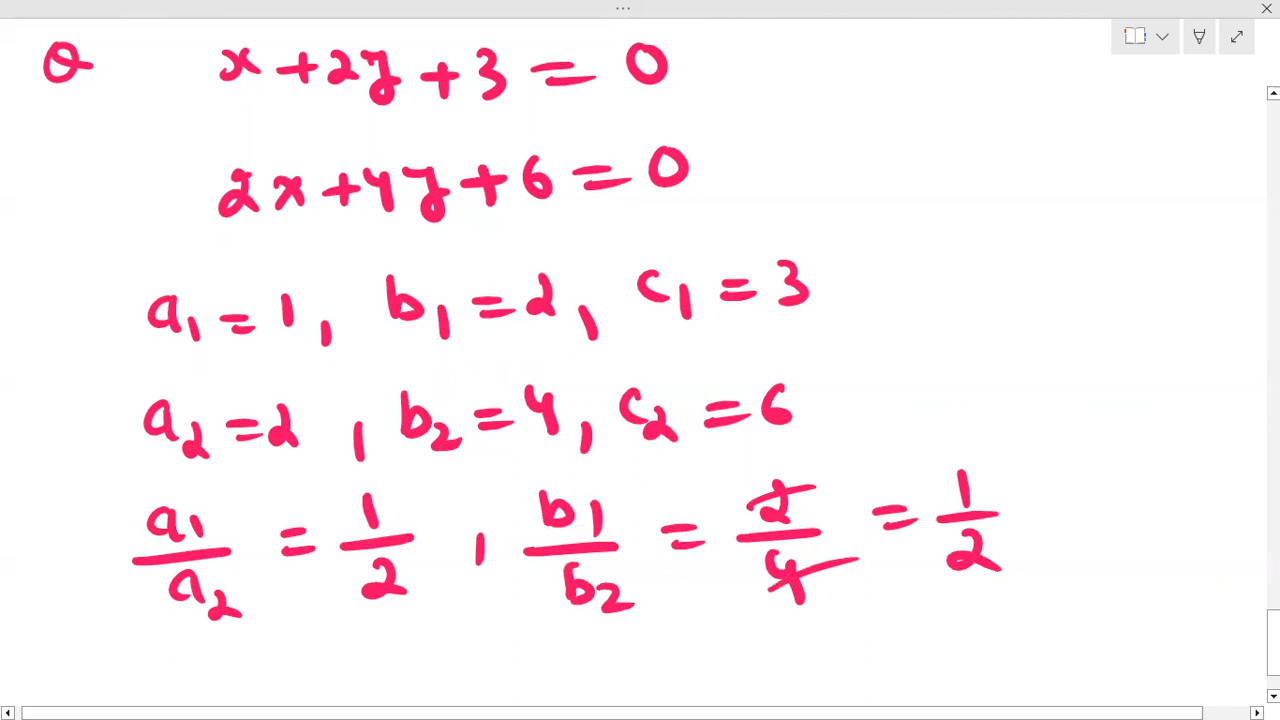 Q x + 2y + 3 = 0
2x + 4y + 6 = 0
a1 = 1, b1 = 2, c1 = 3
a2 = 2, b2 = 4, c2 = 6
a1/a2 = 1/2, b1/b2 = 2/4 = 1/2